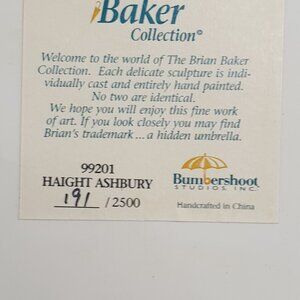 Baker
Collection©
Welcome to the world of The Brian Baker
Collection. Each delicate sculpture is indi-
vidually cast and entirely hand painted.
No two are identical.
We hope you will enjoy this fine work
of art. If you look closely you may find
Brian's trademark ... a hidden umbrella.
99201
HAIGHT ASHBURY
191 / 2500
Bumbershoot
STUDIOS, INC.
Handcrafted in China